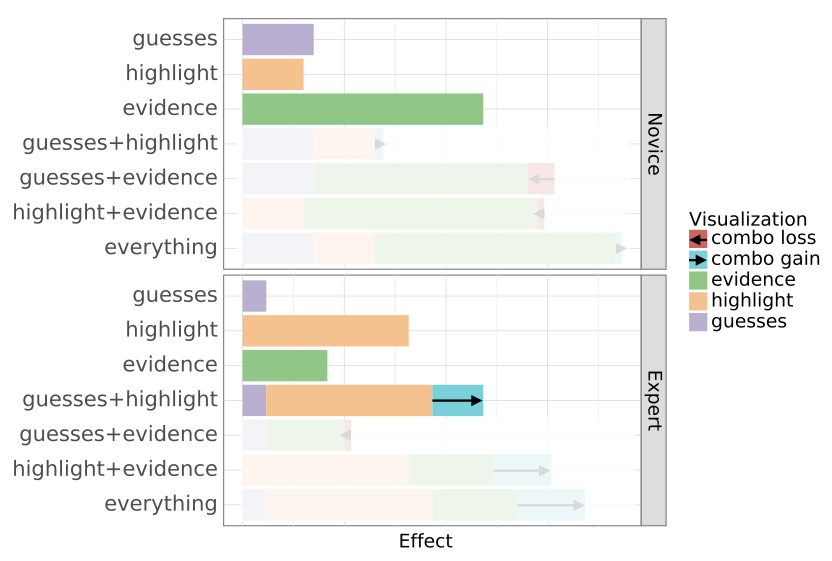 guesses
highlight
evidence
guesses+highlight
guesses+evidence
highlight+evidence
everything
Novice
guesses
highlight
evidence
guesses+highlight
guesses+evidence
highlight+evidence
everything
Expert
Effect
Visualization
combo loss
combo gain
evidence
highlight
guesses